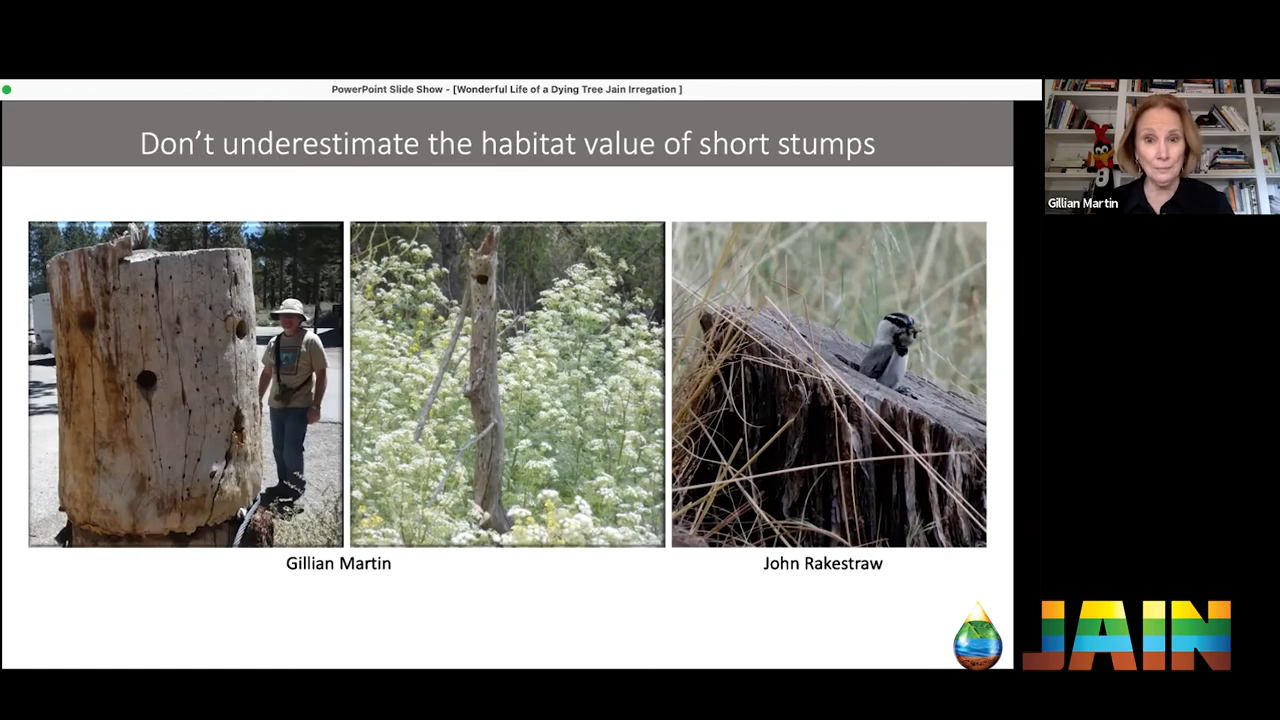 PowerPoint Slide Show - [Wonderful Life of a Dying Tree Jain Irregation ]
Don't underestimate the habitat value of short stumps
Gillian Martin
Gillian Martin
John Rakestraw
JAIN